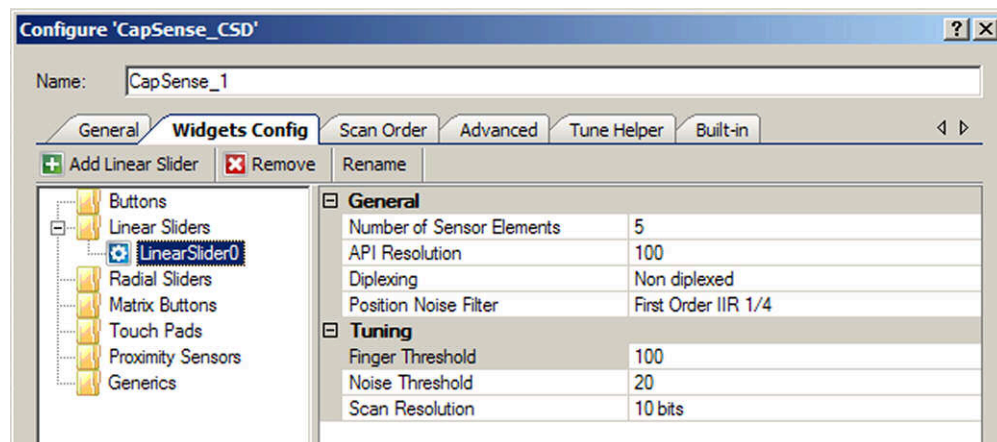 Configure 'CapSense_CSD'
Name: CapSense_1
General Widgets Config Scan Order Advanced Tune Helper Built-in
Add Linear Slider Remove Rename
Buttons
Linear Sliders
LinearSlider0
Radial Sliders
Matrix Buttons
Touch Pads
Proximity Sensors
Generics
General
Number of Sensor Elements 5
API Resolution 100
Diplexing Non diplexed
Position Noise Filter First Order IIR 1/4
Tuning
Finger Threshold 100
Noise Threshold 20
Scan Resolution 10 bits